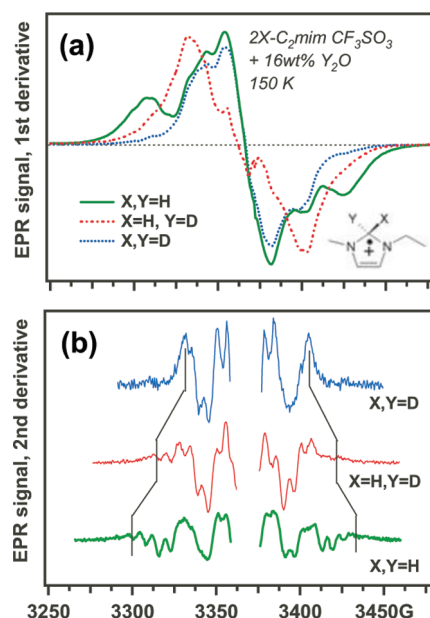 (a)
2X-C₂mim CF₃SO₃
+ 16wt% Y₂O
150 K
EPR signal, 1st derivative
X,Y=H
X=H, Y=D
X,Y=D
Y X
N N
•
+
(b)
EPR signal, 2nd derivative
X,Y=D
X=H,Y=D
X,Y=H
3250 3300 3350 3400 3450G